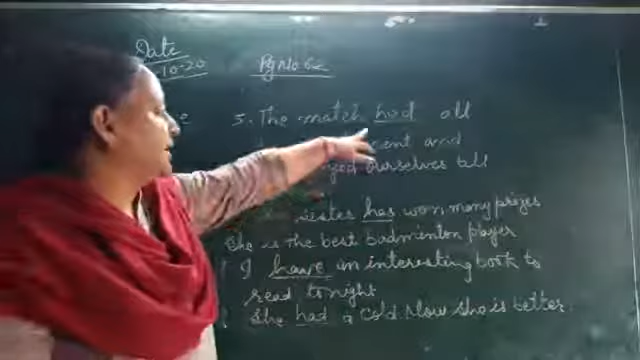 Date
-10-20
Pg No 62
5. The match had all
and
ourselves till
has won many prizes
She is the best badminton player
I have an interesting book to
read tonight
She had a cold Now she is better.